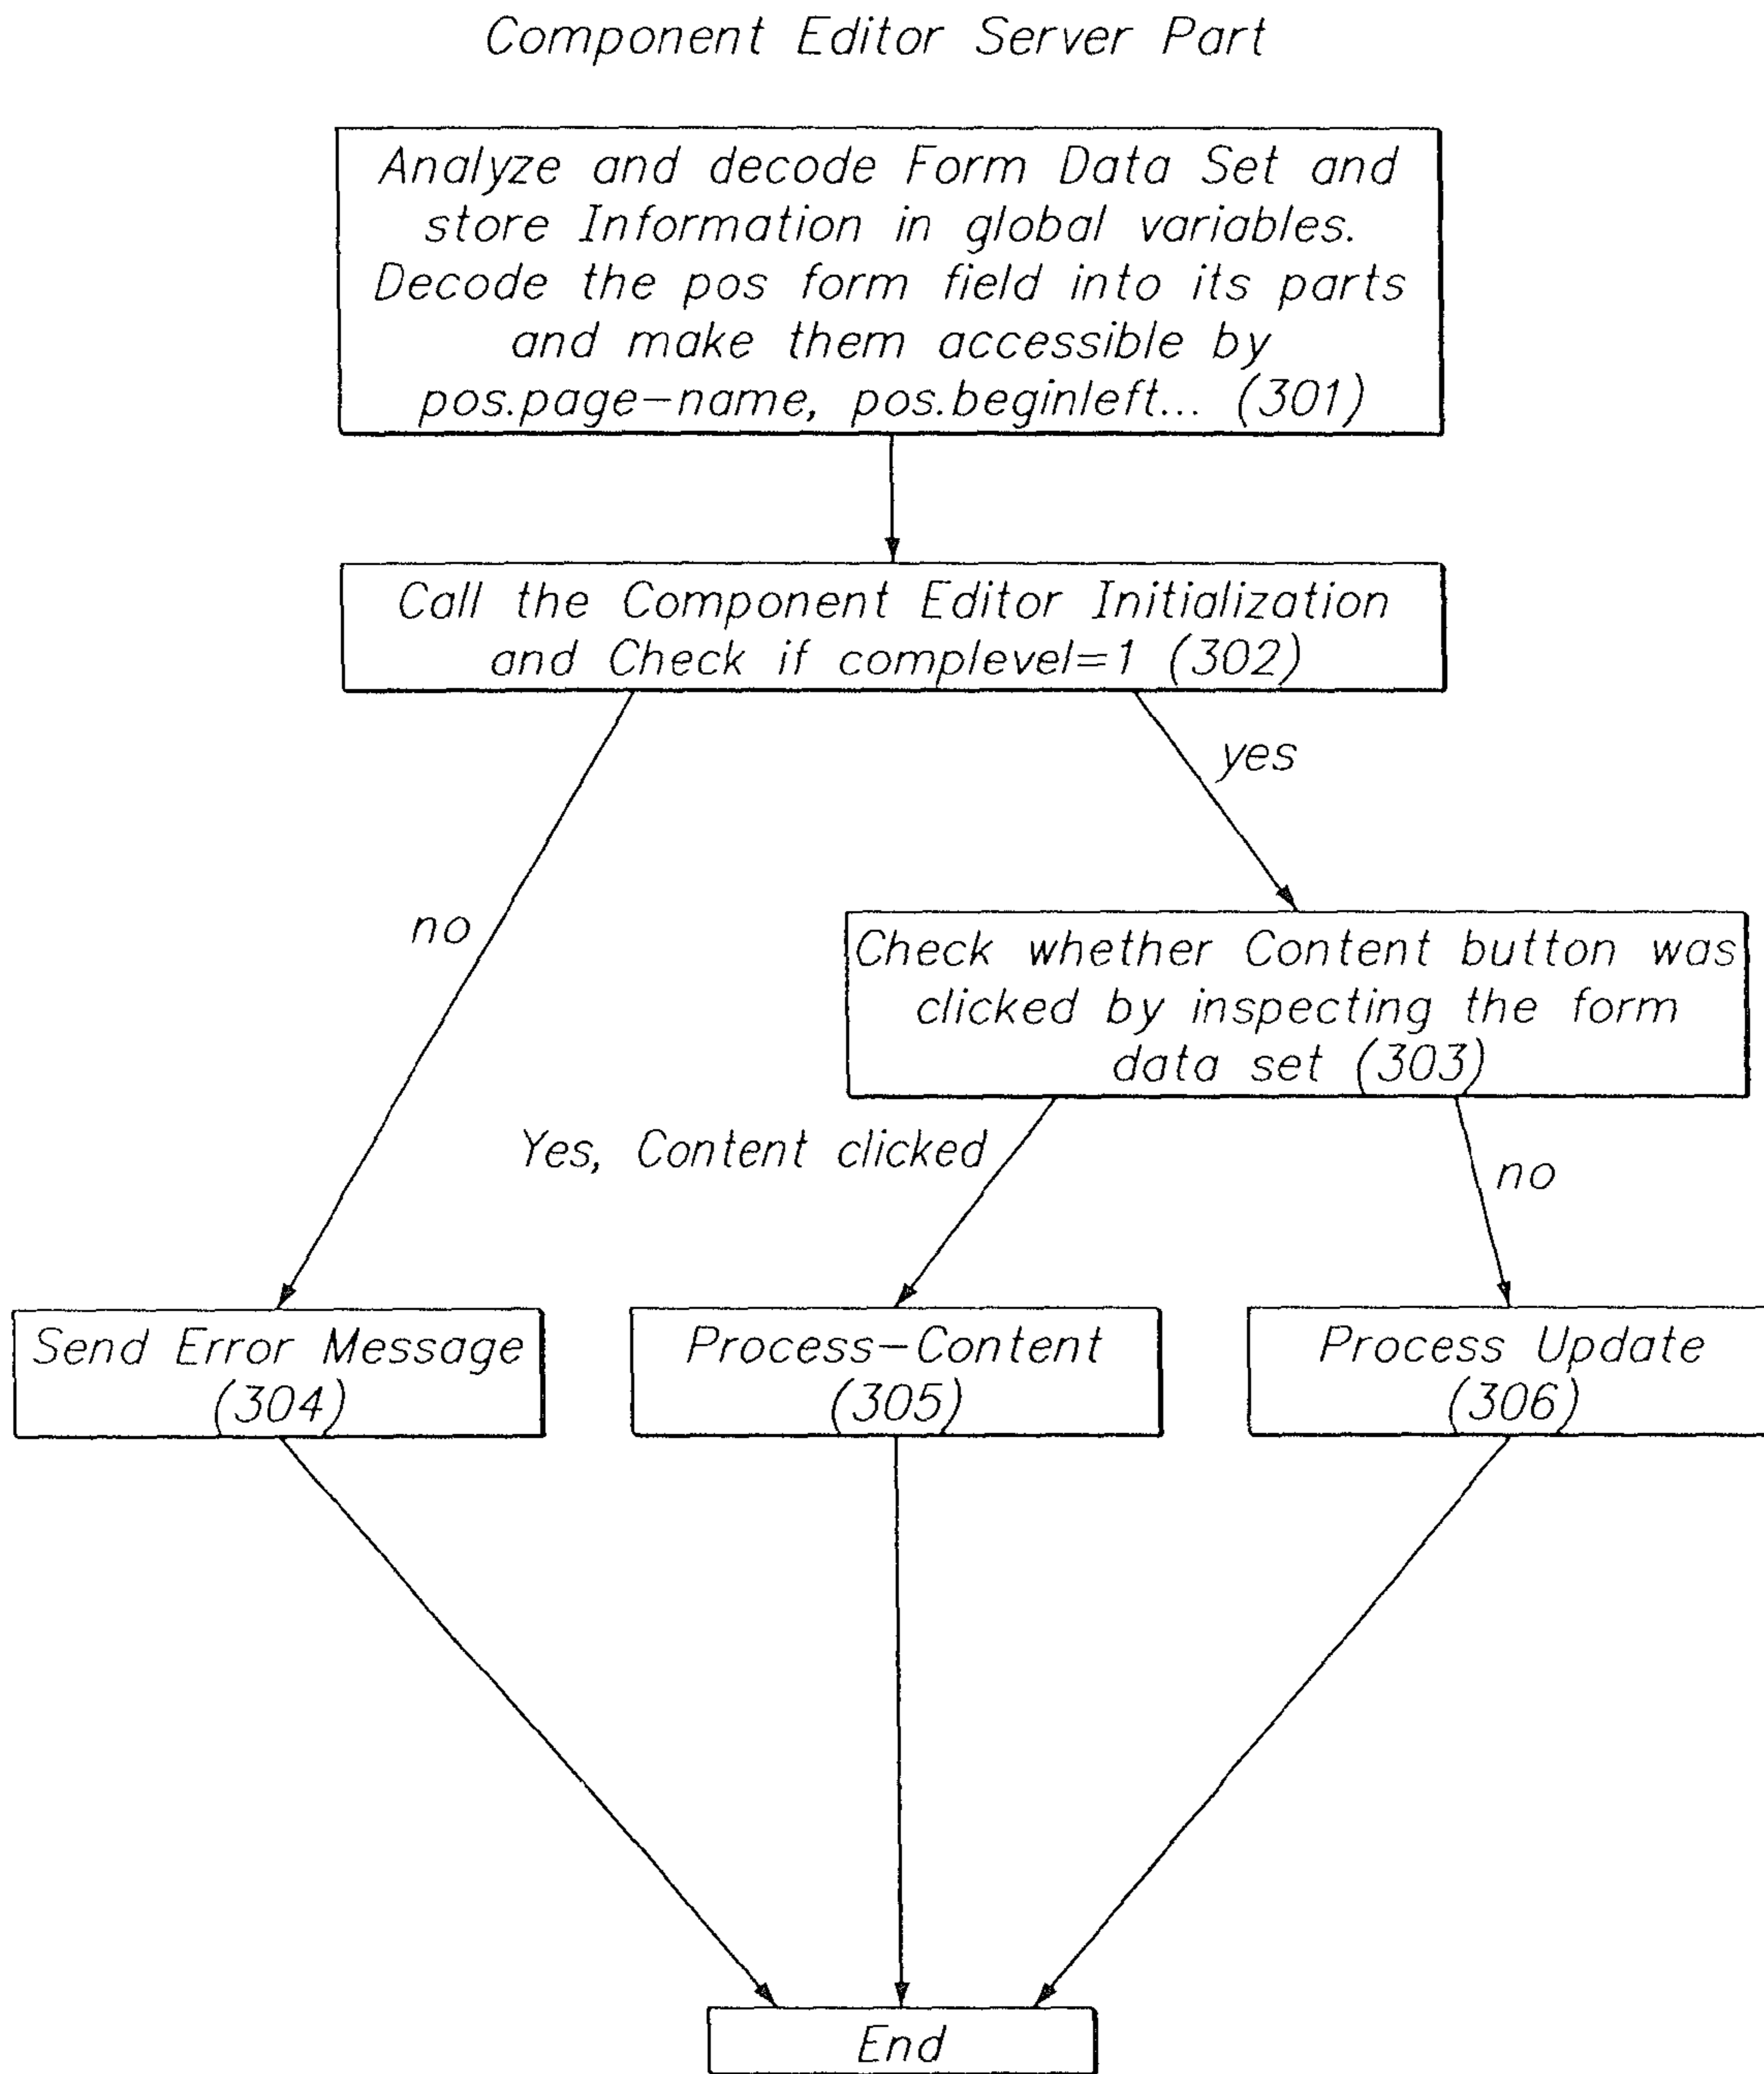 Component Editor Server Part
Analyze and decode Form Data Set and
store Information in global variables.
Decode the pos form field into its parts
and make them accessible by
pos.page-name, pos.beginleft... (301)
Call the Component Editor Initialization
and Check if complevel=1 (302)
yes
no
Check whether Content button was
clicked by inspecting the form
data set (303)
Yes, Content clicked
no
Send Error Message
(304)
Process-Content
(305)
Process Update
(306)
End